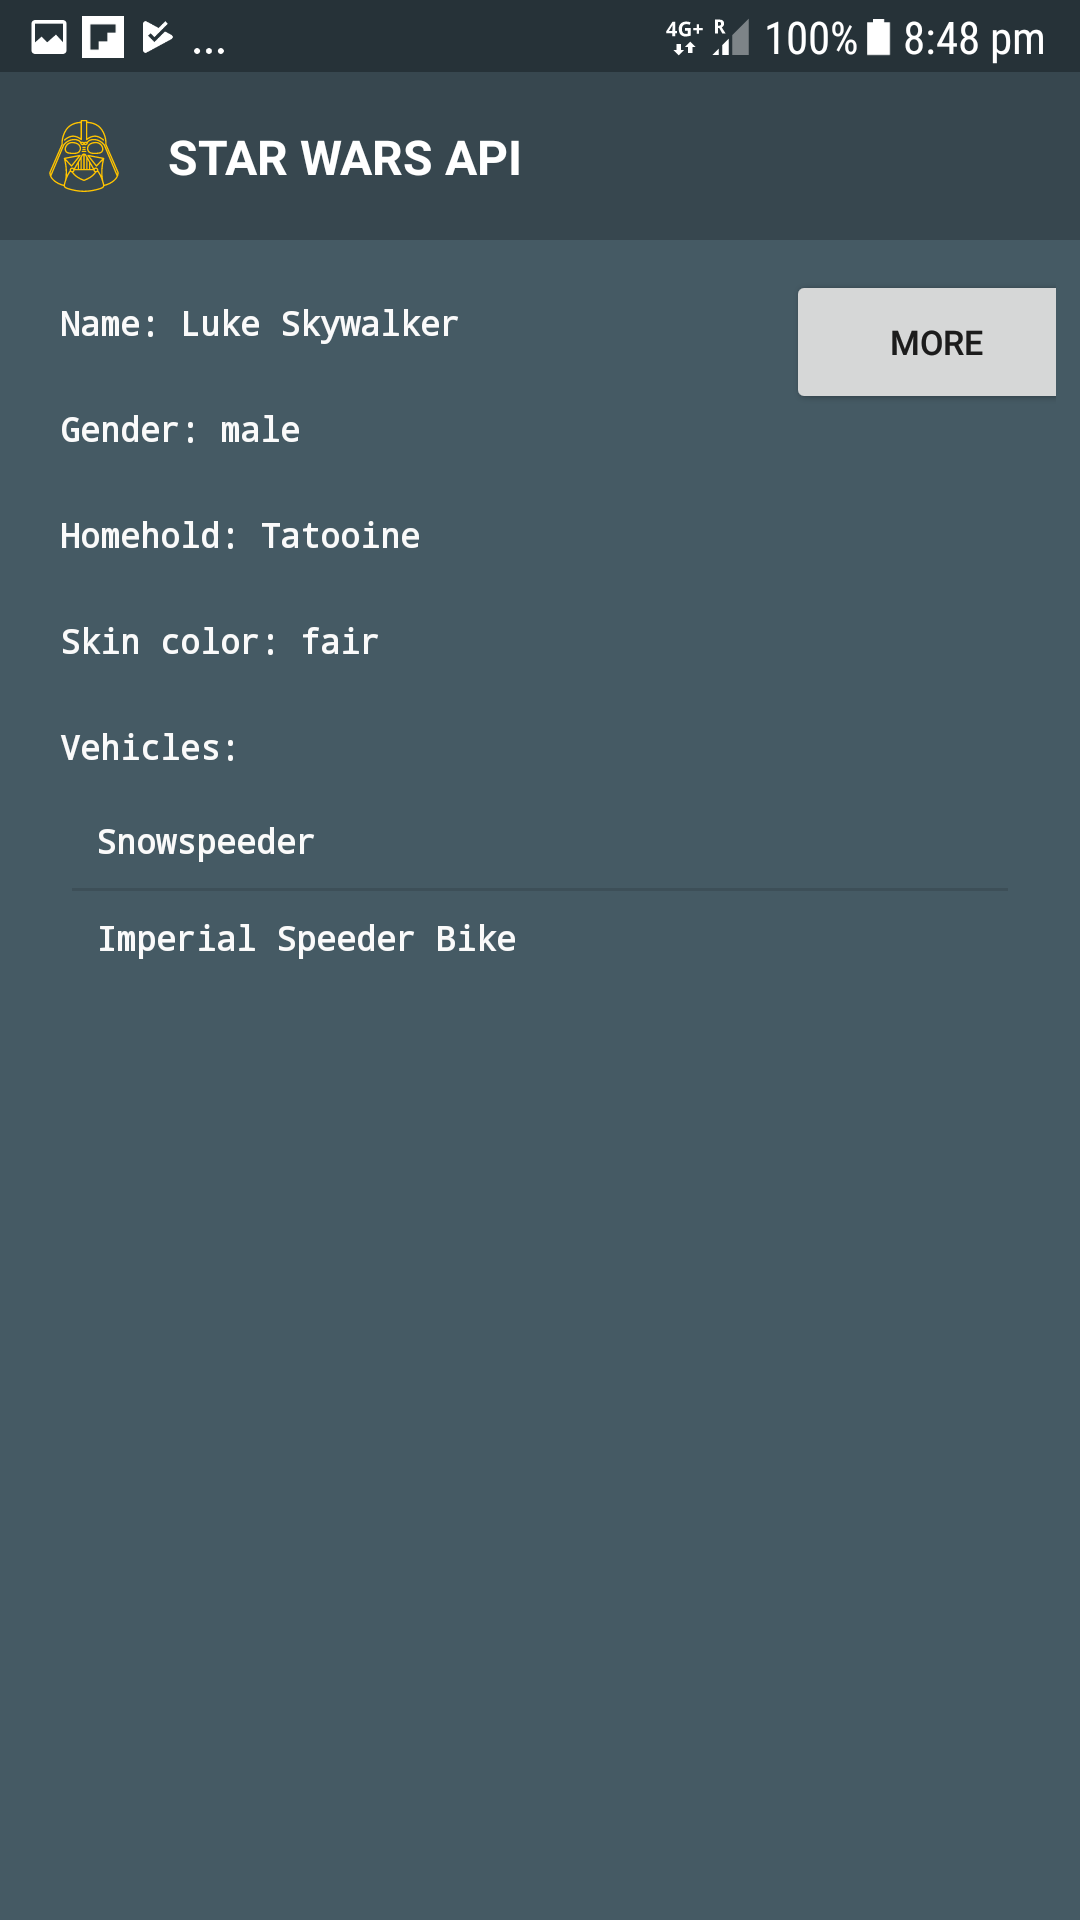 ... 4G+ R 100% 8:48 pm
STAR WARS API
Name: Luke Skywalker
MORE
Gender: male
Homehold: Tatooine
Skin color: fair
Vehicles:
Snowspeeder
Imperial Speeder Bike